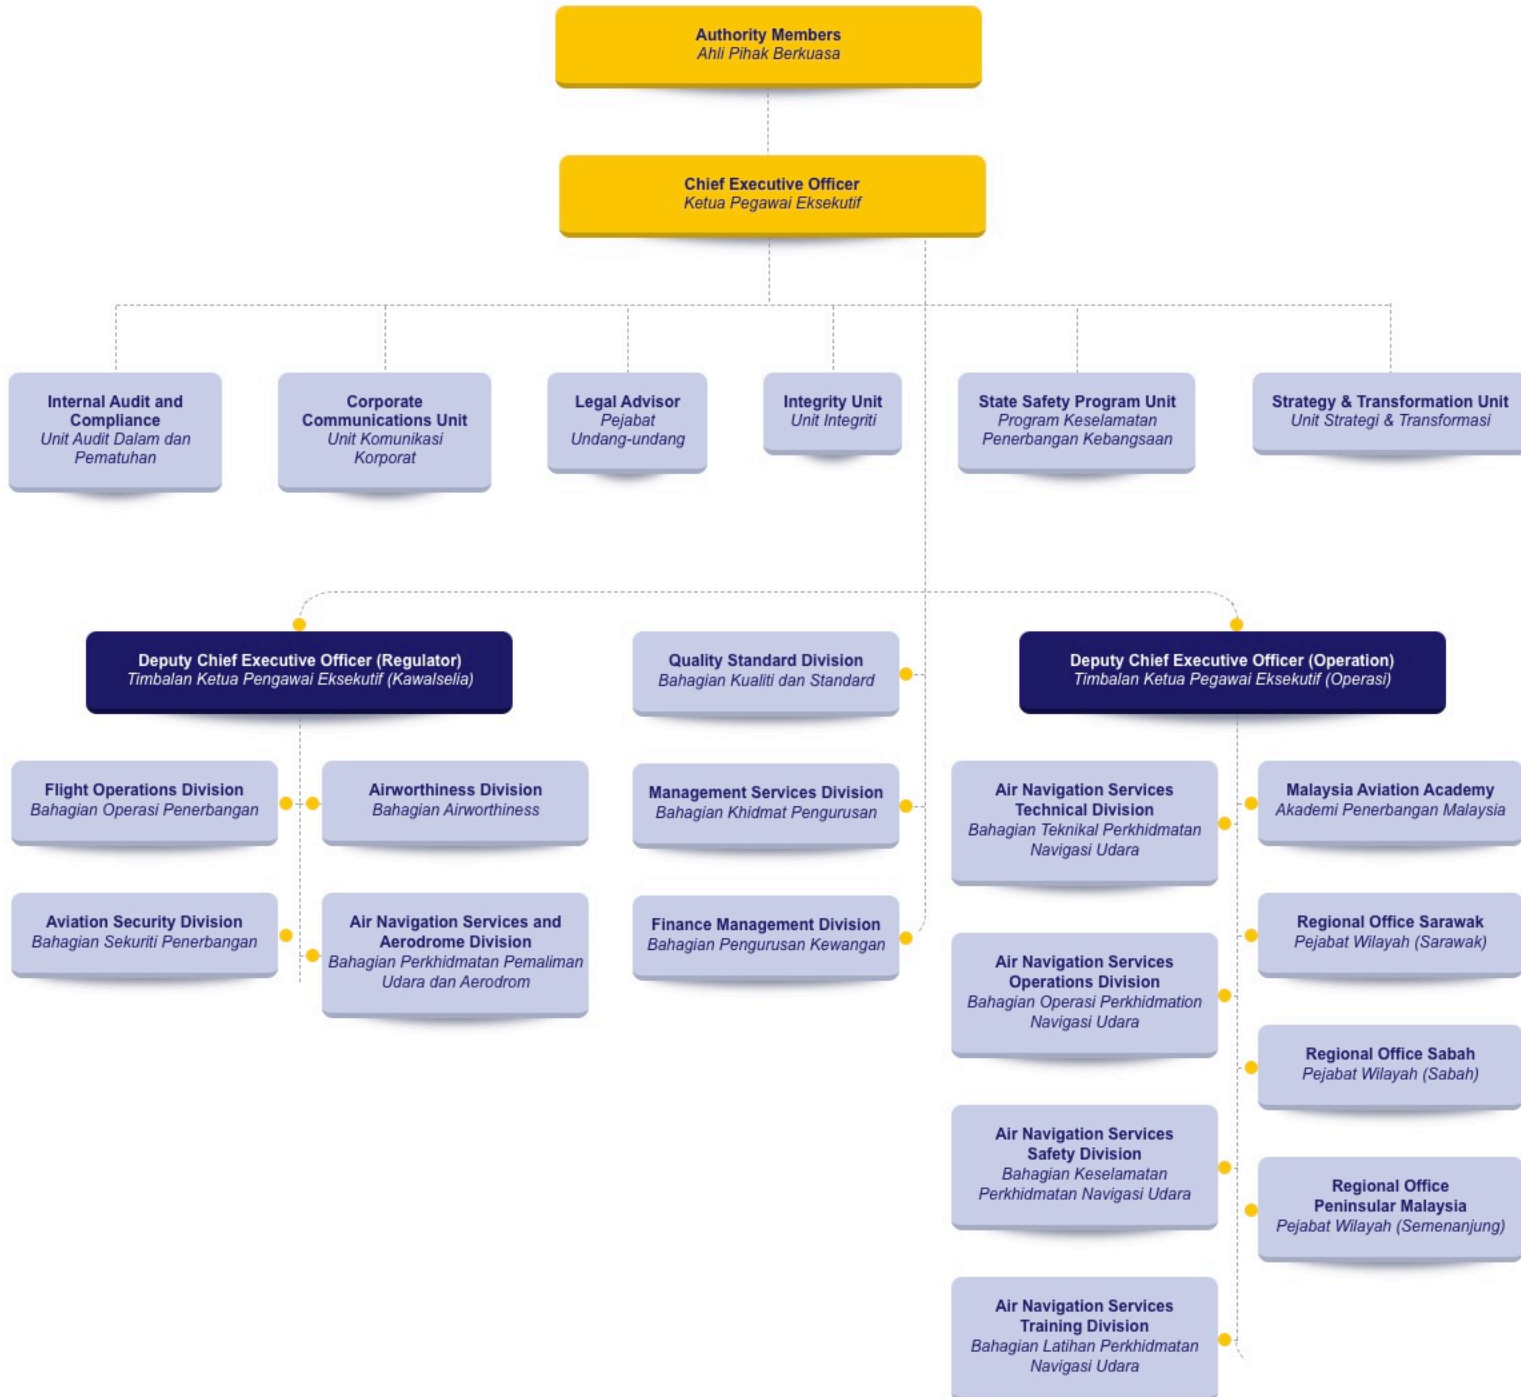 Authority Members
Ahli Pihak Berkuasa
Chief Executive Officer
Ketua Pegawai Eksekutif
Internal Audit and
Compliance
Unit Audit Dalam dan
Pematuhan
Corporate
Communications Unit
Unit Komunikasi
Korporat
Legal Advisor
Pejabat
Undang-undang
Integrity Unit
Unit Integriti
State Safety Program Unit
Program Keselamatan
Penerbangan Kebangsaan
Strategy & Transformation Unit
Unit Strategi & Transformasi
Deputy Chief Executive Officer (Regulator)
Timbalan Ketua Pengawai Eksekutif (Kawalselia)
Flight Operations Division
Bahagian Operasi Penerbangan
Airworthiness Division
Bahagian Airworthiness
Aviation Security Division
Bahagian Sekuriti Penerbangan
Air Navigation Services and
Aerodrome Division
Bahagian Perkhidmatan Pemaliman
Udara dan Aerodrom
Quality Standard Division
Bahagian Kualiti dan Standard
Management Services Division
Bahagian Khidmat Pengurusan
Finance Management Division
Bahagian Pengurusan Kewangan
Deputy Chief Executive Officer (Operation)
Timbalan Ketua Pegawai Eksekutif (Operasi)
Air Navigation Services
Technical Division
Bahagian Teknikal Perkhidmatan
Navigasi Udara
Malaysia Aviation Academy
Akademi Penerbangan Malaysia
Air Navigation Services
Operations Division
Bahagian Operasi Perkhidmation
Navigasi Udara
Regional Office Sarawak
Pejabat Wilayah (Sarawak)
Regional Office Sabah
Pejabat Wilayah (Sabah)
Air Navigation Services
Safety Division
Bahagian Keselamatan
Perkhidmatan Navigasi Udara
Regional Office
Peninsular Malaysia
Pejabat Wilayah (Semenanjung)
Air Navigation Services
Training Division
Bahagian Latihan Perkhidmatan
Navigasi Udara